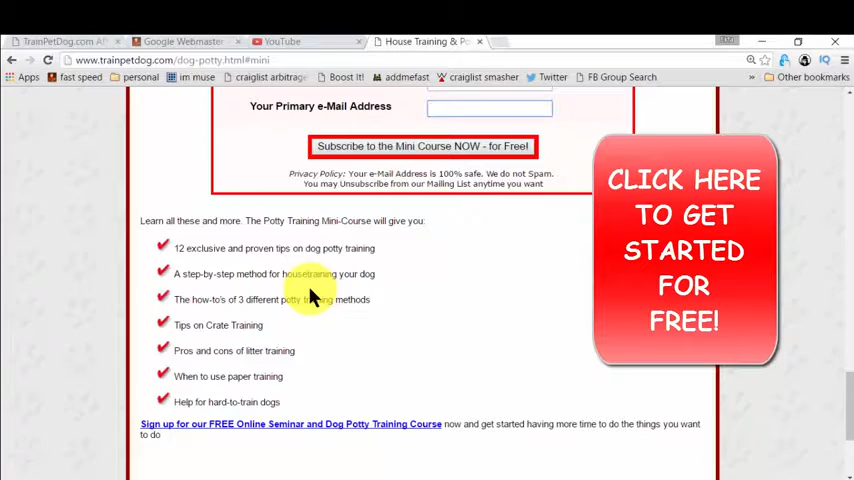 TrainPetDog.com Af
Google Webmaster
YouTube
House Training & Po
www.trainpetdog.com/dog-potty.html#mini
Apps
fast speed
personal
im muse
craiglist arbitrage
Boost it!
addmefast
craiglist smasher
Twitter
FB Group Search
»
Other bookmarks
Your Primary e-Mail Address
Subscribe to the Mini Course NOW - for Free!
Privacy Policy: Your e-Mail Address is 100% safe. We do not Spam.
You may Unsubscribe from our Mailing List anytime you want
CLICK HERE
TO GET
STARTED
FOR
FREE!
Learn all these and more. The Potty Training Mini-Course will give you:
12 exclusive and proven tips on dog potty training
A step-by-step method for housetraining your dog
The how-to's of 3 different potty training methods
Tips on Crate Training
Pros and cons of litter training
When to use paper training
Help for hard-to-train dogs
Sign up for our FREE Online Seminar and Dog Potty Training Course now and get started having more time to do the things you want
to do